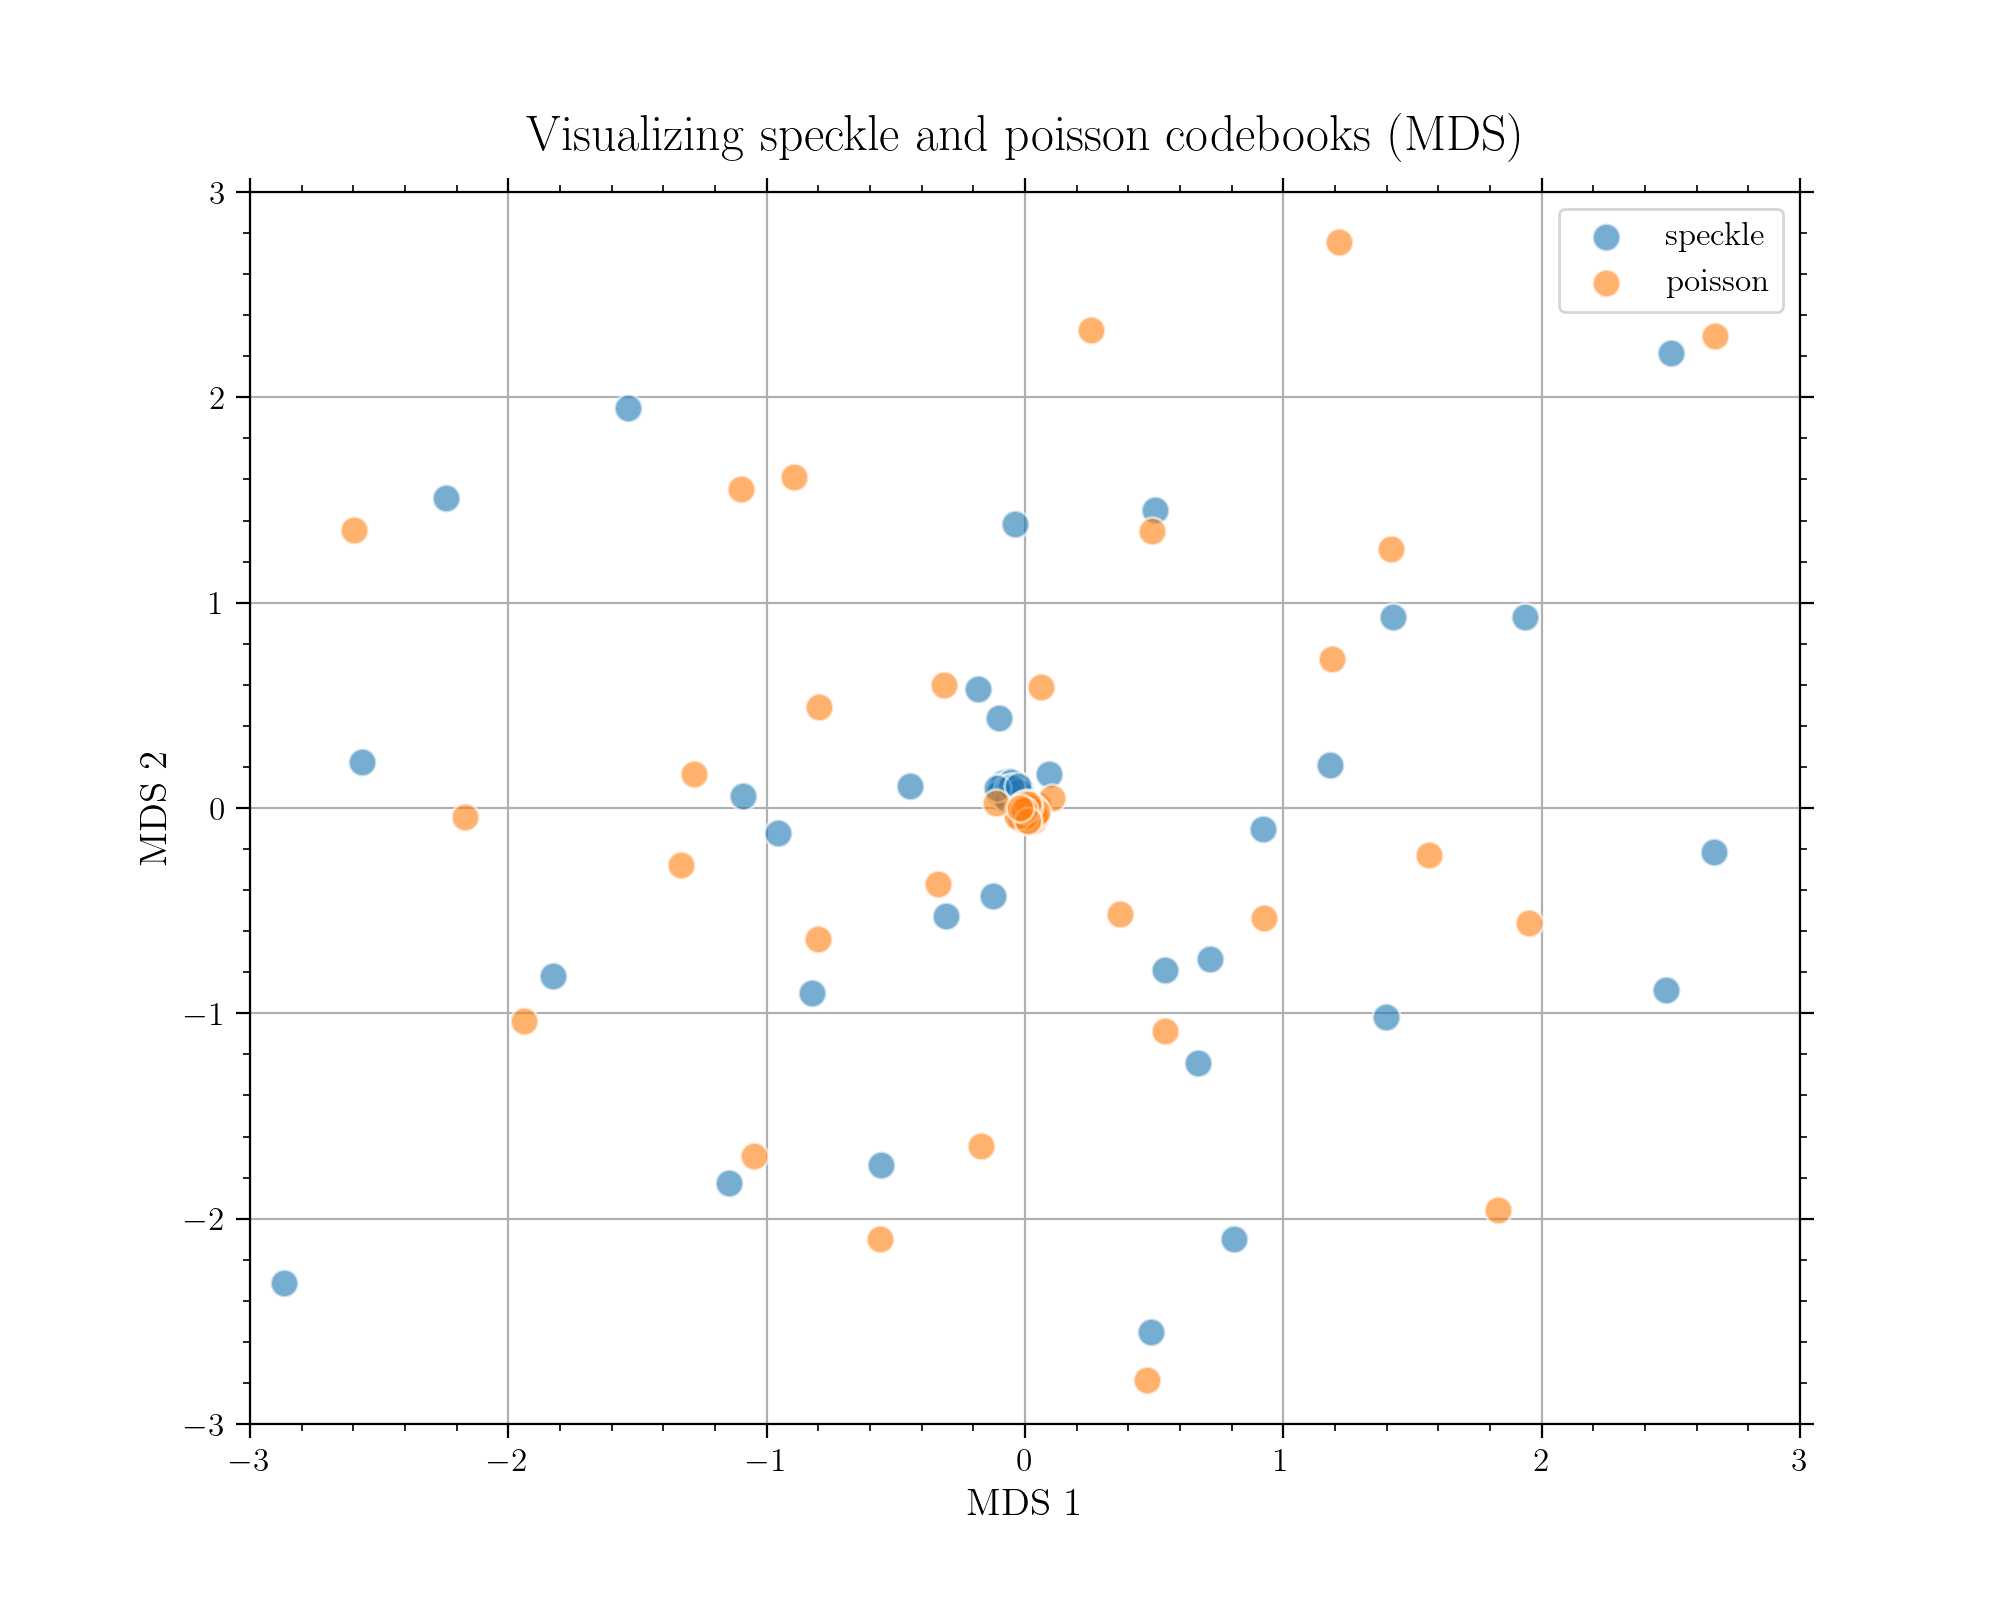 Visualizing speckle and poisson codebooks (MDS)
speckle
poisson
3
2
1
0
−1
−2
−3
MDS 2
−3
−2
−1
0
1
2
3
MDS 1